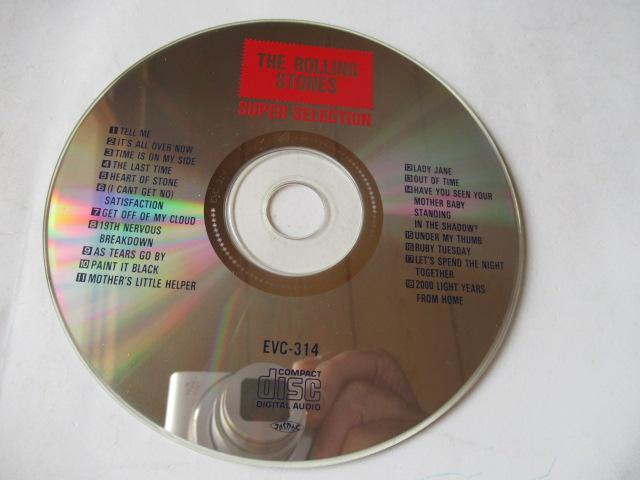 THE ROLLING
STONES
SUPER SELECTION
1 TELL ME
2 IT'S ALL OVER NOW
3 TIME IS ON MY SIDE
4 THE LAST TIME
5 HEART OF STONE
6 (I CANT GET NO)
SATISFACTION
7 GET OFF OF MY CLOUD
8 19TH NERVOUS
BREAKDOWN
9 AS TEARS GO BY
10 PAINT IT BLACK
11 MOTHER'S LITTLE HELPER
12 LADY JANE
13 OUT OF TIME
14 HAVE YOU SEEN YOUR
MOTHER BABY
STANDING
IN THE SHADOW?
15 UNDER MY THUMB
16 RUBY TUESDAY
17 LET'S SPEND THE NIGHT
TOGETHER
18 2000 LIGHT YEARS
FROM HOME
EVC-314
COMPACT
disc
DIGITAL AUDIO